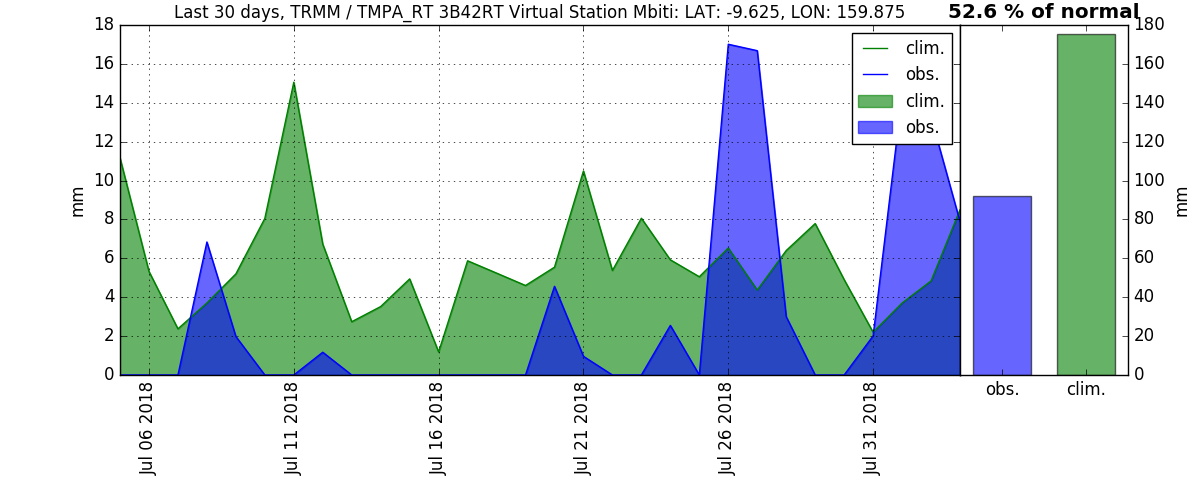 Last 30 days, TRMM / TMPA_RT 3B42RT Virtual Station Mbiti: LAT: -9.625, LON: 159.875
52.6 % of normal
18
16
14
12
10
8
6
4
2
0
mm
clim.
obs.
clim.
obs.
Jul 06 2018
Jul 11 2018
Jul 16 2018
Jul 21 2018
Jul 26 2018
Jul 31 2018
180
160
140
120
100
80
60
40
20
0
mm
obs.
clim.